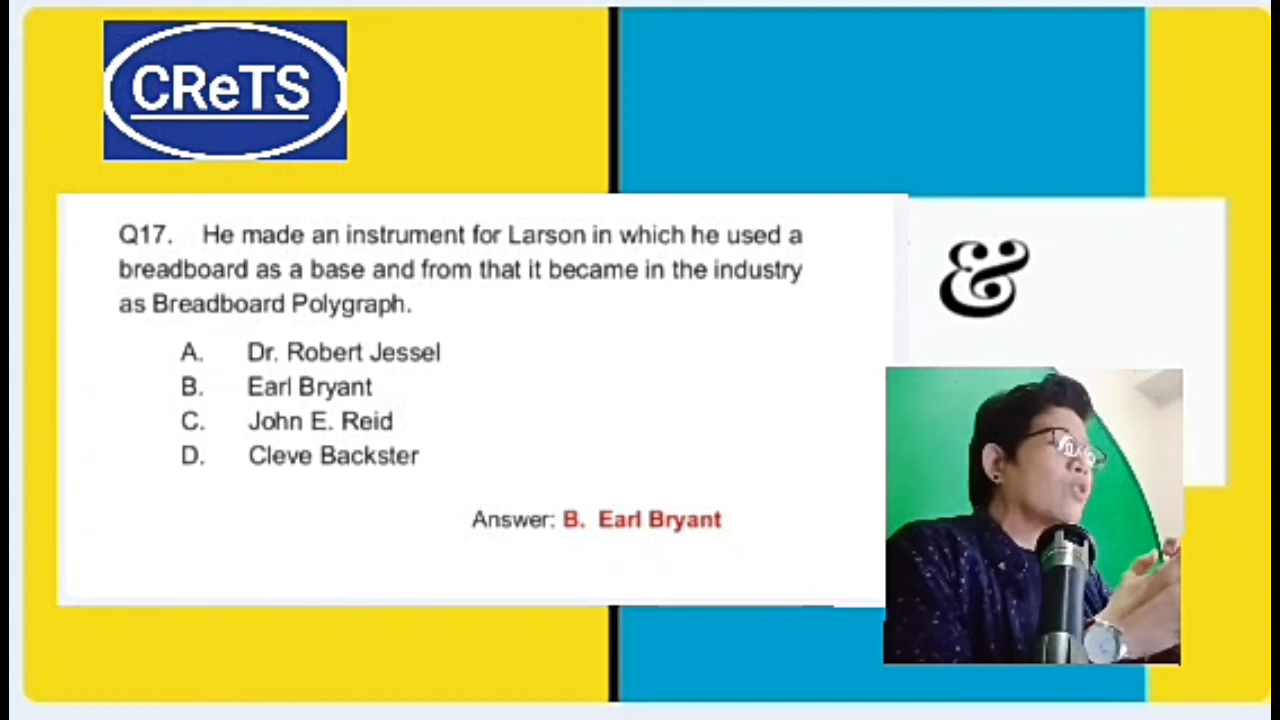 CReTS
Q17. He made an instrument for Larson in which he used a
breadboard as a base and from that it became in the industry
as Breadboard Polygraph.
A. Dr. Robert Jessel
B. Earl Bryant
C. John E. Reid
D. Cleve Backster
Answer: B. Earl Bryant
&